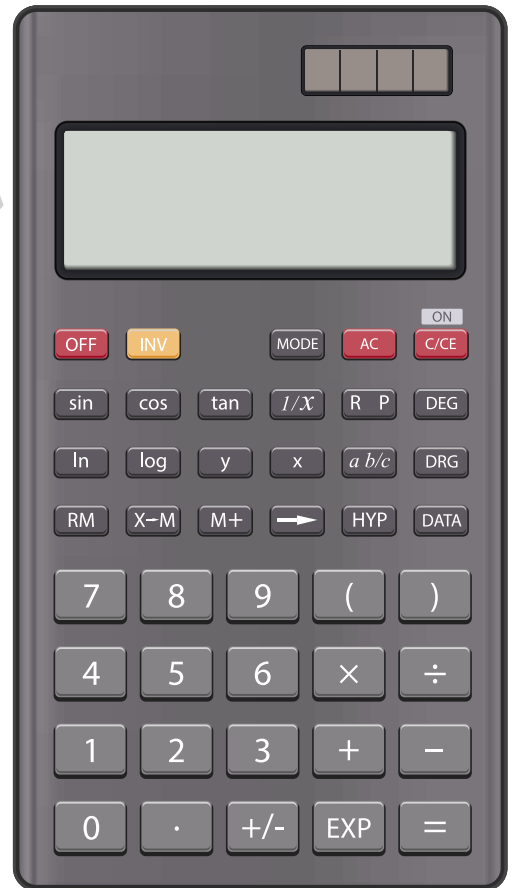 ON
OFF INV MODE AC C/CE
sin cos tan 1/x R P DEG
ln log y x a b/c DRG
RM X→M M+ → HYP DATA
7 8 9 ( )
4 5 6 × ÷
1 2 3 + −
0 . +/- EXP =